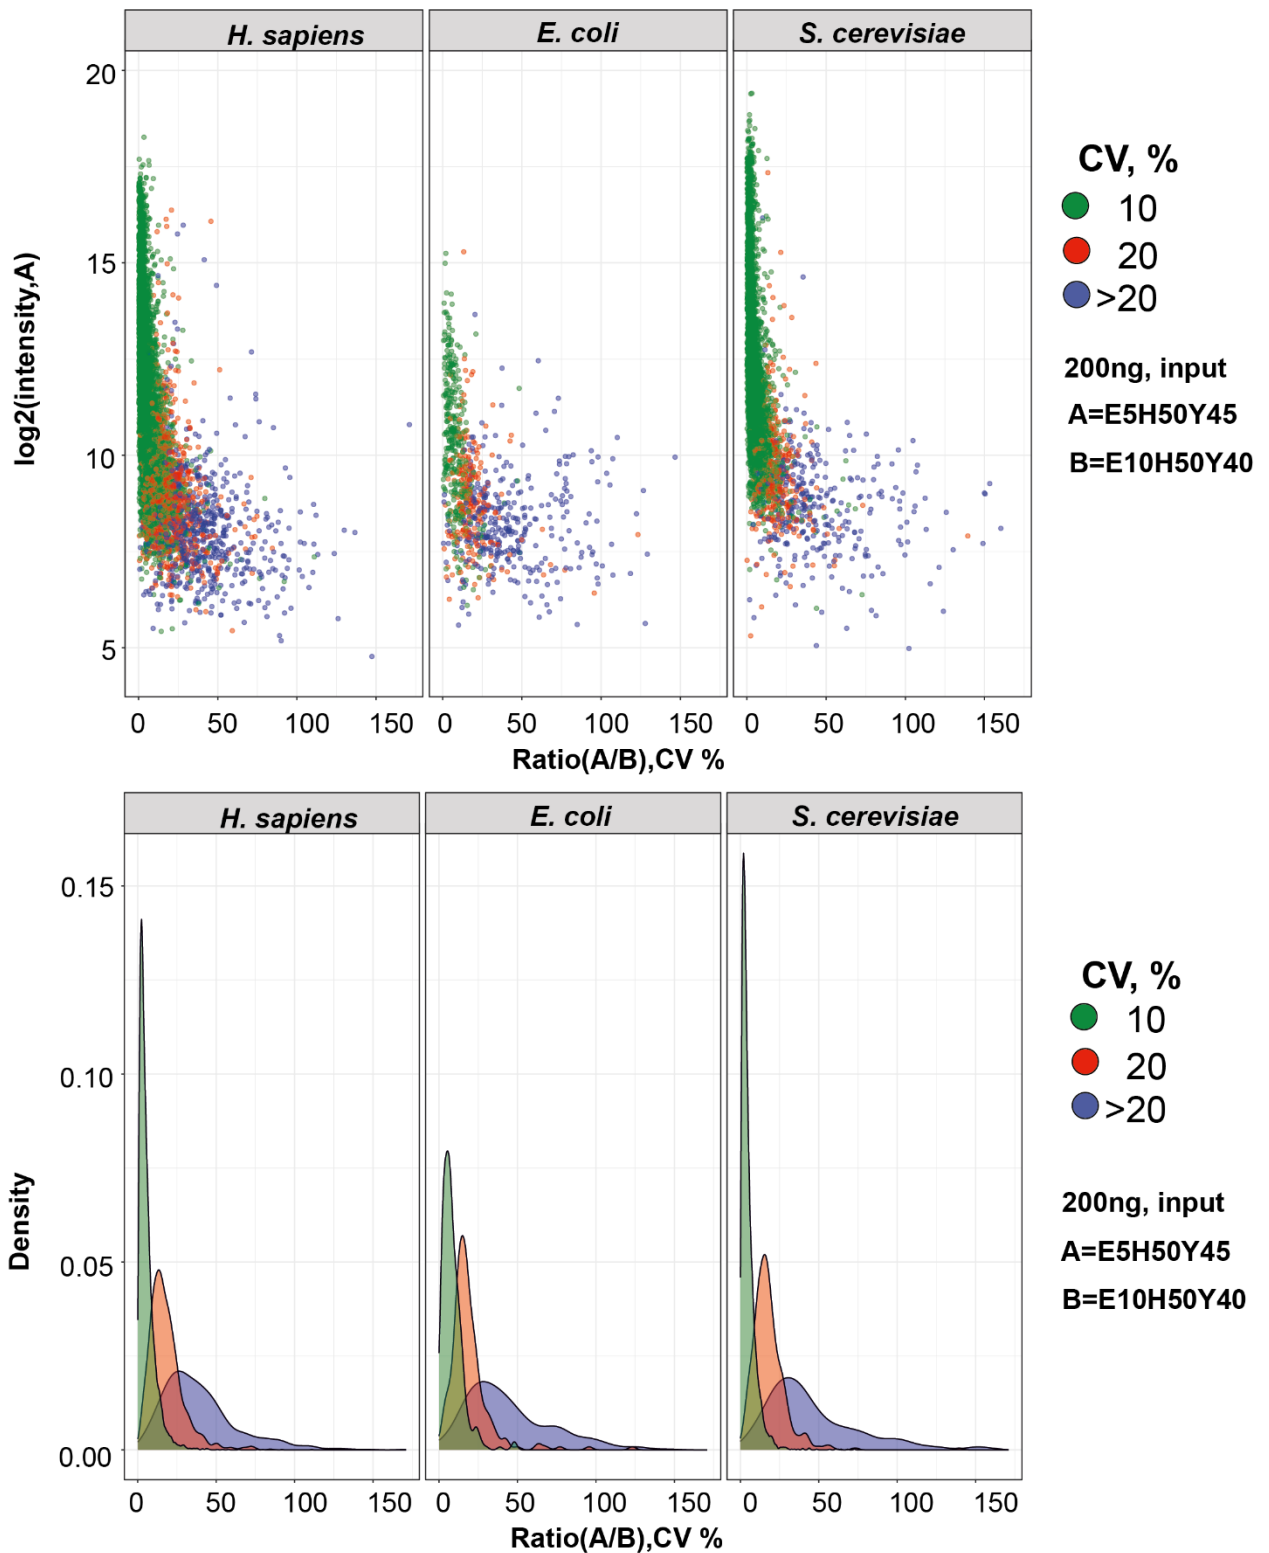 H. sapiens E. coli S. cerevisiae
20
15
10
5
log2(intensity,A)
0 50 100 150 0 50 100 150 0 50 100 150
Ratio(A/B),CV %
CV, %
10
20
>20
200ng, input
A=E5H50Y45
B=E10H50Y40
H. sapiens E. coli S. cerevisiae
0.15
0.10
0.05
0.00
Density
0 50 100 150 0 50 100 150 0 50 100 150
Ratio(A/B),CV %
CV, %
10
20
>20
200ng, input
A=E5H50Y45
B=E10H50Y40